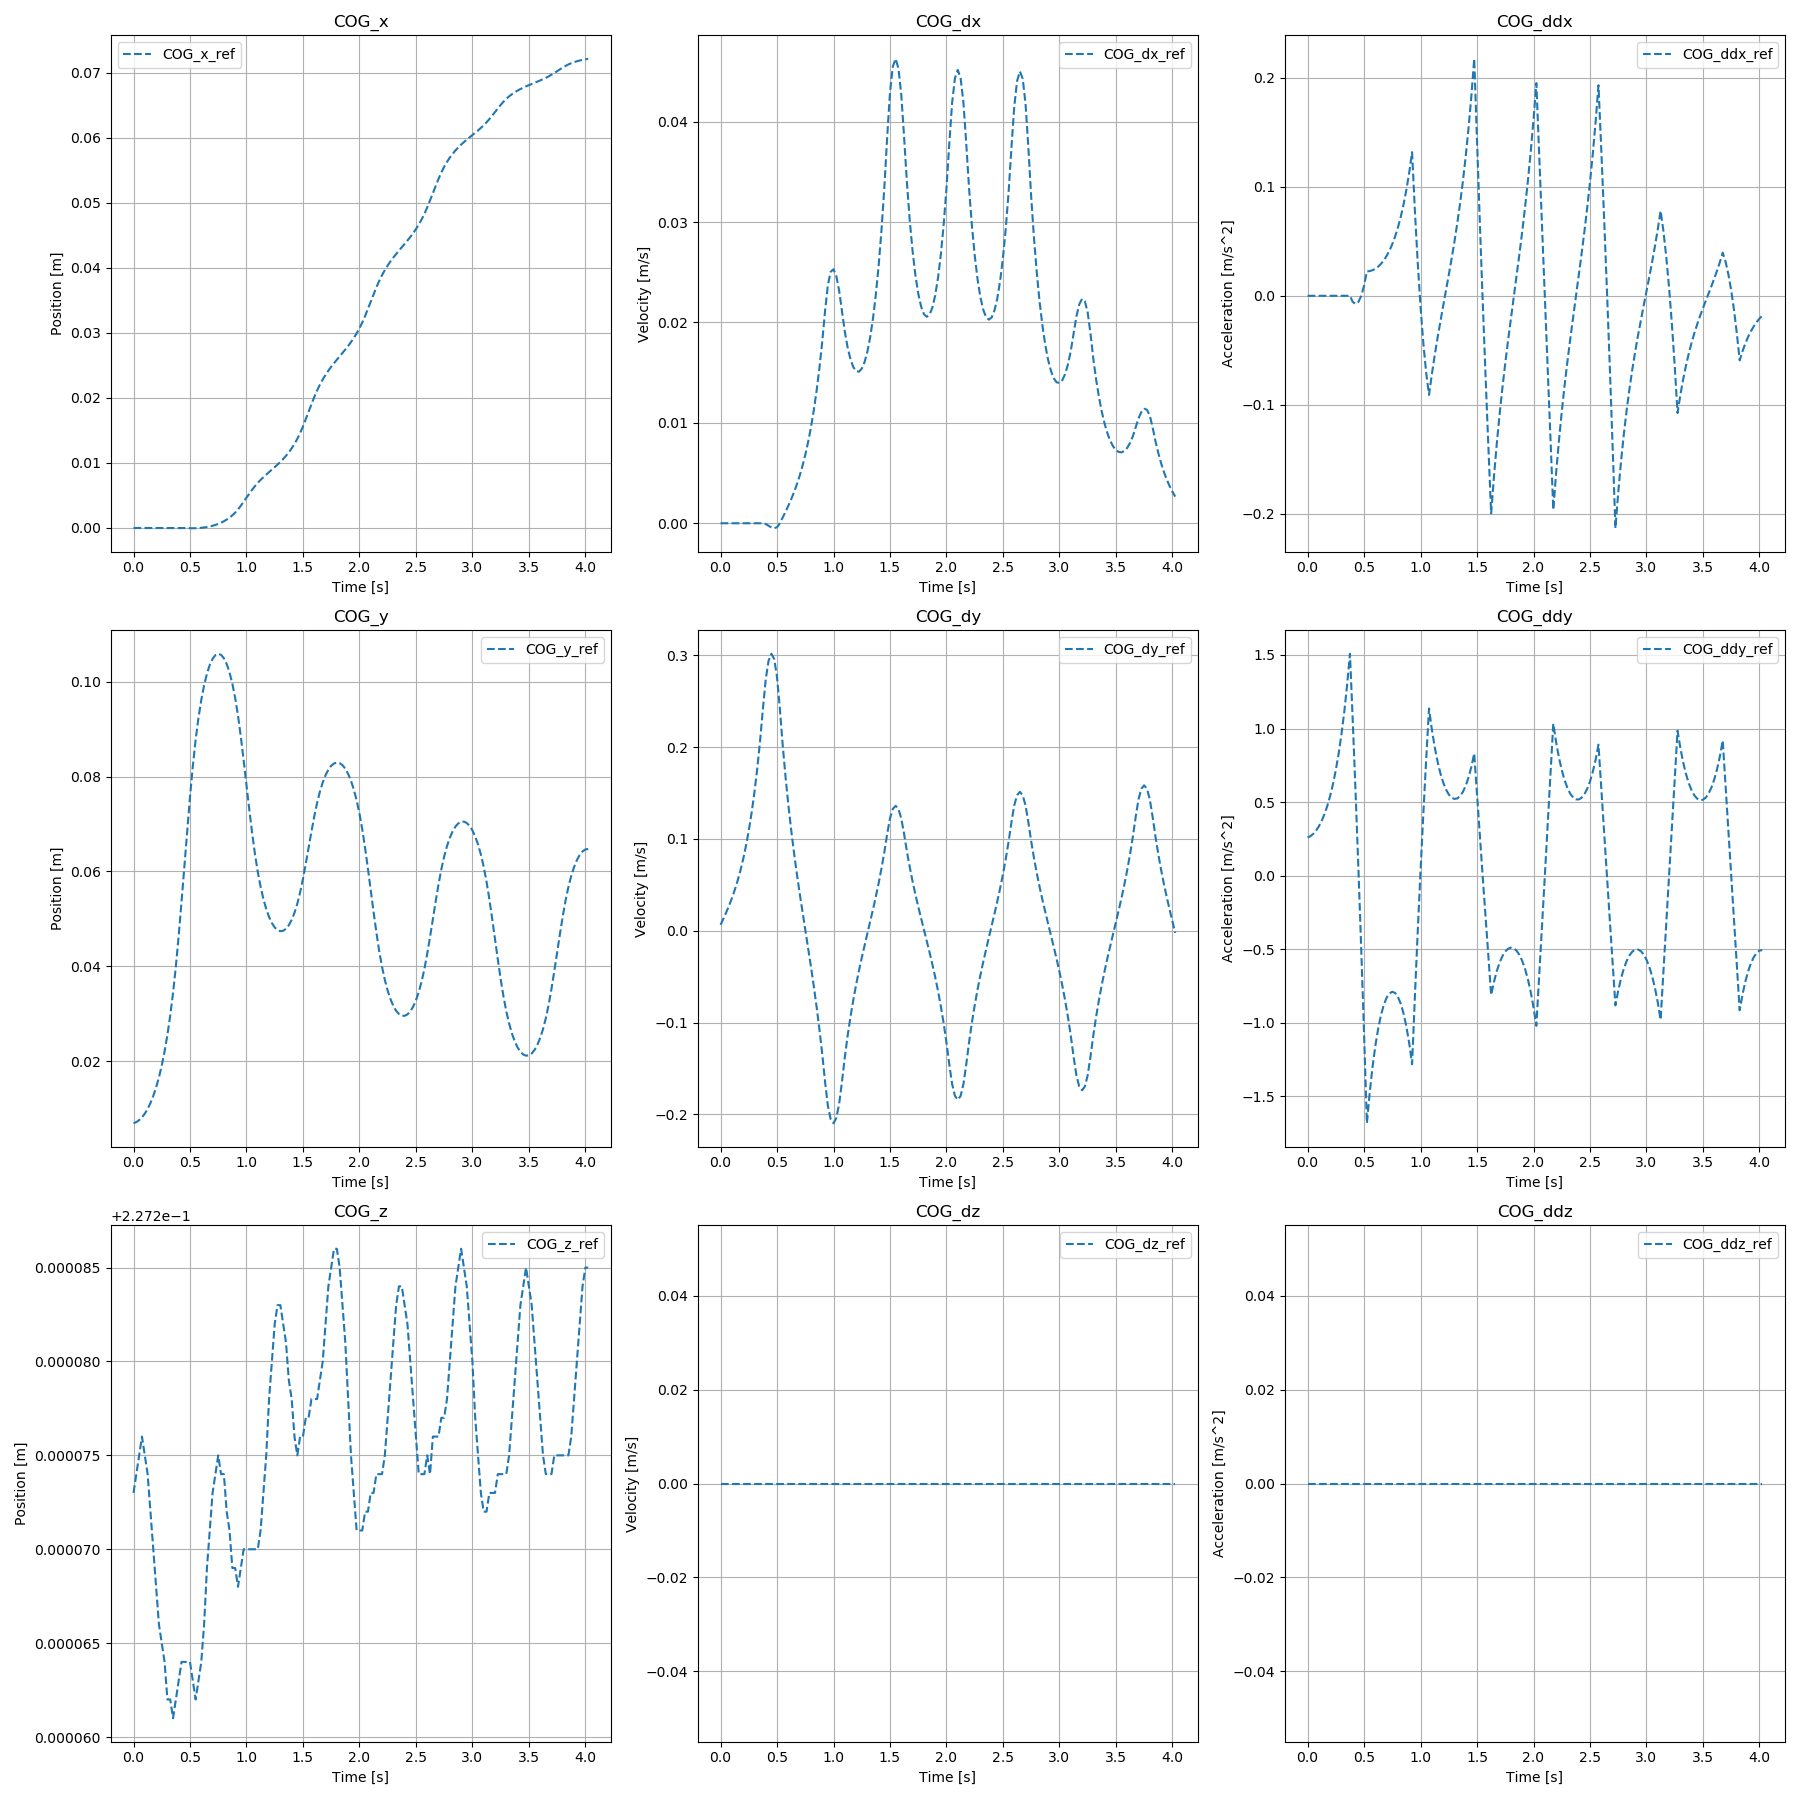 COG_x
COG_x_ref
0.07
0.06
0.05
0.04
0.03
0.02
0.01
0.00
Position [m]
0.0 0.5 1.0 1.5 2.0 2.5 3.0 3.5 4.0
Time [s]
COG_dx
COG_dx_ref
0.04
0.03
0.02
0.01
0.00
Velocity [m/s]
0.0 0.5 1.0 1.5 2.0 2.5 3.0 3.5 4.0
Time [s]
COG_ddx
COG_ddx_ref
0.2
0.1
0.0
−0.1
−0.2
Acceleration [m/s^2]
0.0 0.5 1.0 1.5 2.0 2.5 3.0 3.5 4.0
Time [s]
COG_y
COG_y_ref
0.10
0.08
0.06
0.04
0.02
Position [m]
0.0 0.5 1.0 1.5 2.0 2.5 3.0 3.5 4.0
Time [s]
COG_dy
COG_dy_ref
0.3
0.2
0.1
0.0
−0.1
−0.2
Velocity [m/s]
0.0 0.5 1.0 1.5 2.0 2.5 3.0 3.5 4.0
Time [s]
COG_ddy
COG_ddy_ref
1.5
1.0
0.5
0.0
−0.5
−1.0
−1.5
Acceleration [m/s^2]
0.0 0.5 1.0 1.5 2.0 2.5 3.0 3.5 4.0
Time [s]
COG_z
+2.272e−1
COG_z_ref
0.000085
0.000080
0.000075
0.000070
0.000065
0.000060
Position [m]
0.0 0.5 1.0 1.5 2.0 2.5 3.0 3.5 4.0
Time [s]
COG_dz
COG_dz_ref
0.04
0.02
0.00
−0.02
−0.04
Velocity [m/s]
0.0 0.5 1.0 1.5 2.0 2.5 3.0 3.5 4.0
Time [s]
COG_ddz
COG_ddz_ref
0.04
0.02
0.00
−0.02
−0.04
Acceleration [m/s^2]
0.0 0.5 1.0 1.5 2.0 2.5 3.0 3.5 4.0
Time [s]